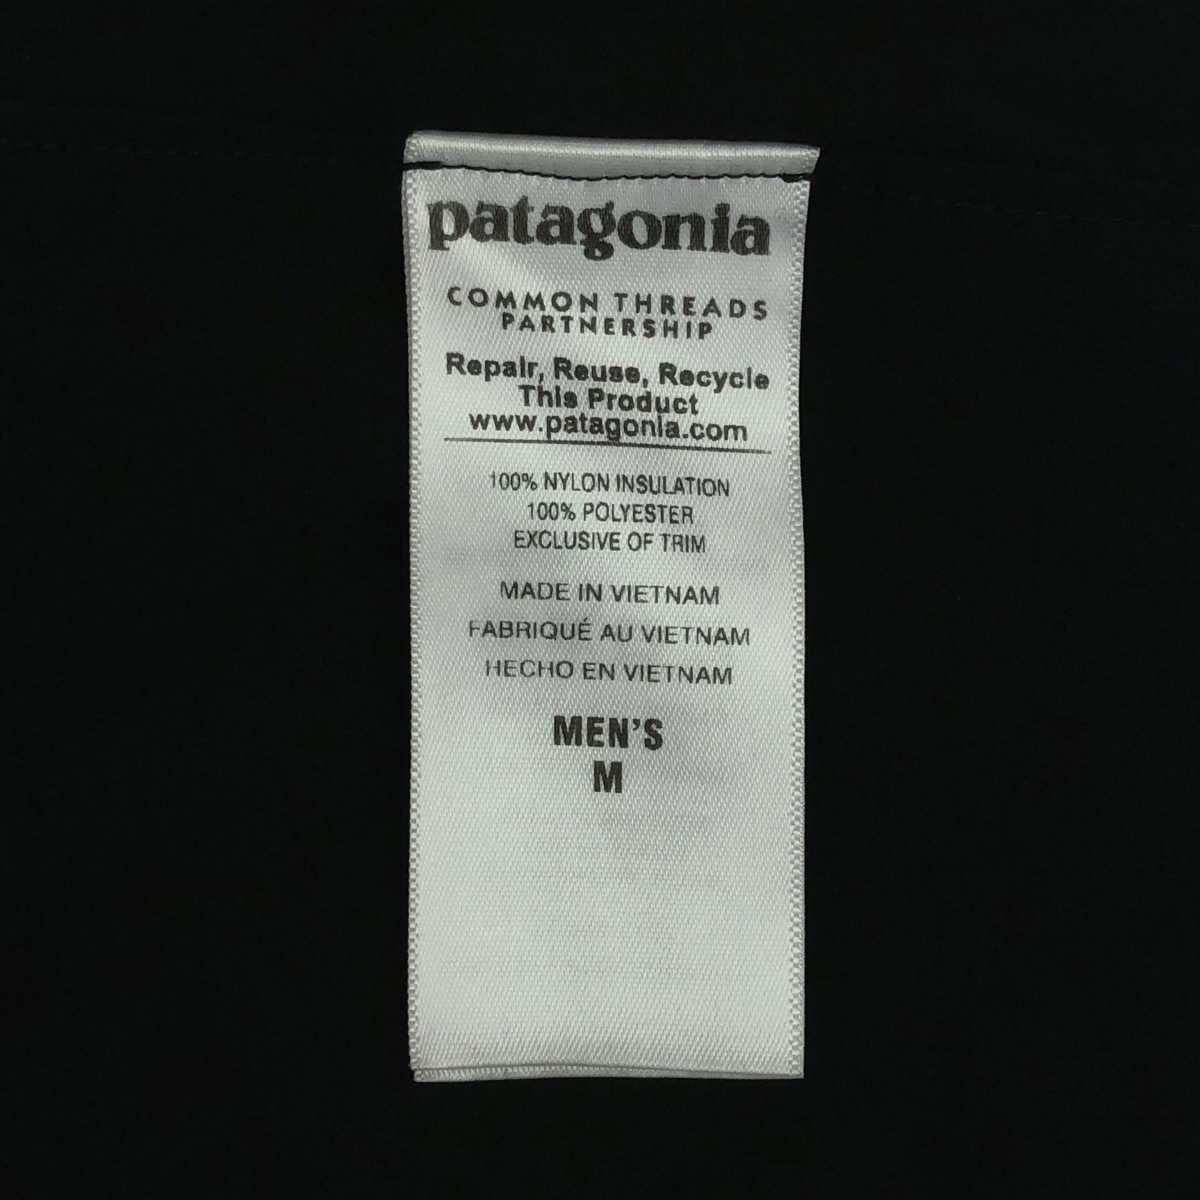 patagonia
COMMON THREADS
PARTNERSHIP
Repair, Reuse, Recycle
This Product
www.patagonia.com
100% NYLON INSULATION
100% POLYESTER
EXCLUSIVE OF TRIM
MADE IN VIETNAM
FABRIQUÉ AU VIETNAM
HECHO EN VIETNAM
MEN'S
M